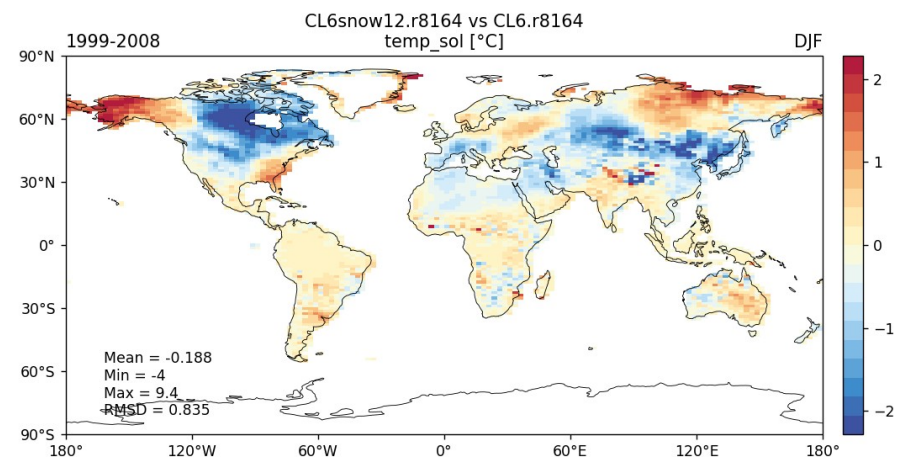 CL6snow12.r8164 vs CL6.r8164
1999-2008 temp_sol [°C] DJF
90°N
60°N
30°N
0°
30°S
60°S
90°S
Mean = -0.188
Min = -4
Max = 9.4
RMSD = 0.835
180° 120°W 60°W 0° 60°E 120°E 180°
2
1
0
−1
−2